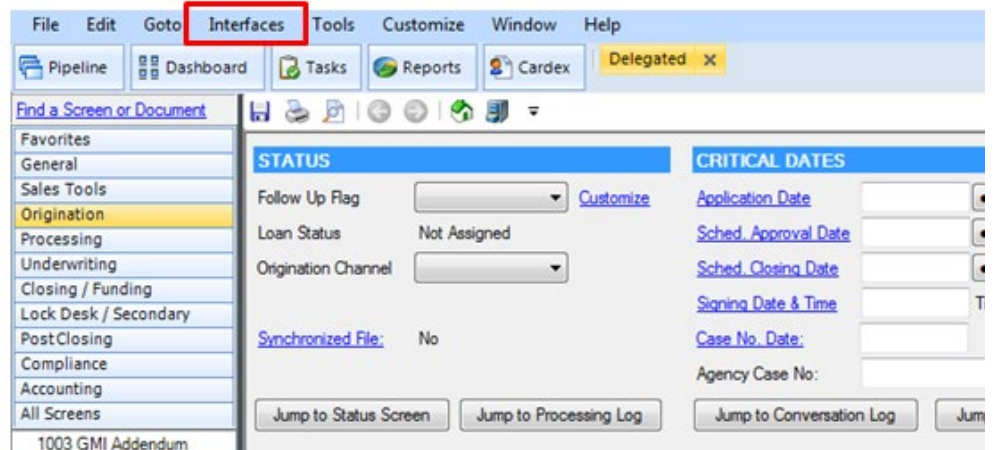 File Edit Goto Interfaces Tools Customize Window Help
Pipeline Dashboard Tasks Reports Cardex Delegated
Find a Screen or Document
Favorites
General
Sales Tools
Origination
Processing
Underwriting
Closing / Funding
Lock Desk / Secondary
PostClosing
Compliance
Accounting
All Screens
1003 GMI Addendum
STATUS
Follow Up Flag Customize
Loan Status Not Assigned
Origination Channel
Synchronized File: No
Jump to Status Screen Jump to Processing Log
CRITICAL DATES
Application Date
Sched. Approval Date
Sched. Closing Date
Signing Date & Time
Case No. Date:
Agency Case No:
Jump to Conversation Log